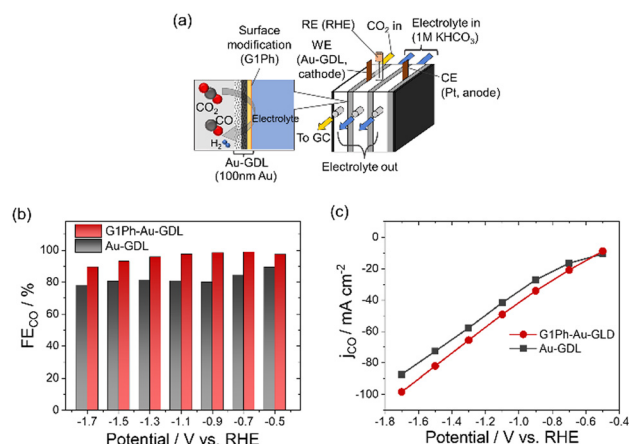 (a)
Surface
modification
(G1Ph)
RE (RHE)
WE
(Au-GDL,
cathode)
CO2 in
Electrolyte in
(1M KHCO3)
CE
(Pt, anode)
CO2
CO
H2
Electrolyte
Au-GDL
(100nm Au)
To GC
Electrolyte out
(b)
G1Ph-Au-GDL
Au-GDL
FECO / %
100
80
60
40
20
0
-1.7 -1.5 -1.3 -1.1 -0.9 -0.7 -0.5
Potential / V vs. RHE
(c)
jCO / mA cm-2
0
-20
-40
-60
-80
-100
G1Ph-Au-GLD
Au-GDL
-1.8 -1.6 -1.4 -1.2 -1.0 -0.8 -0.6 -0.4
Potential / V vs. RHE